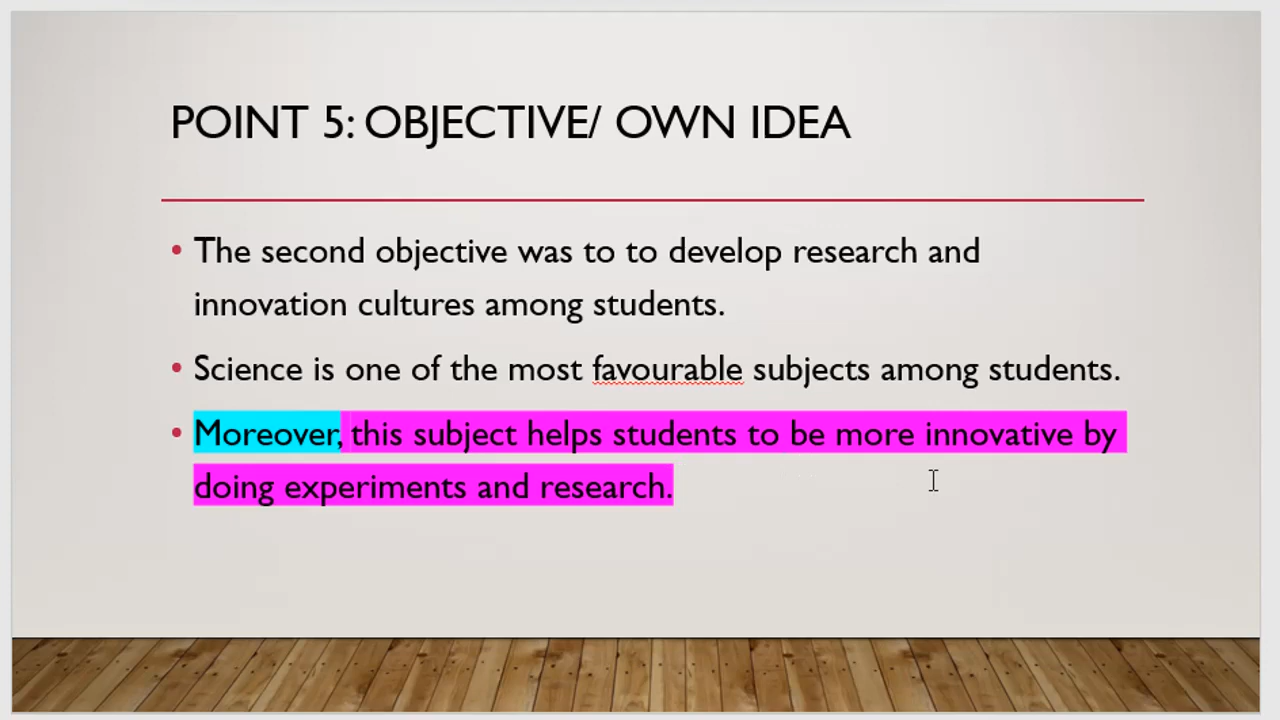 POINT 5: OBJECTIVE/ OWN IDEA
• The second objective was to to develop research and
innovation cultures among students.
• Science is one of the most favourable subjects among students.
• Moreover, this subject helps students to be more innovative by
doing experiments and research.